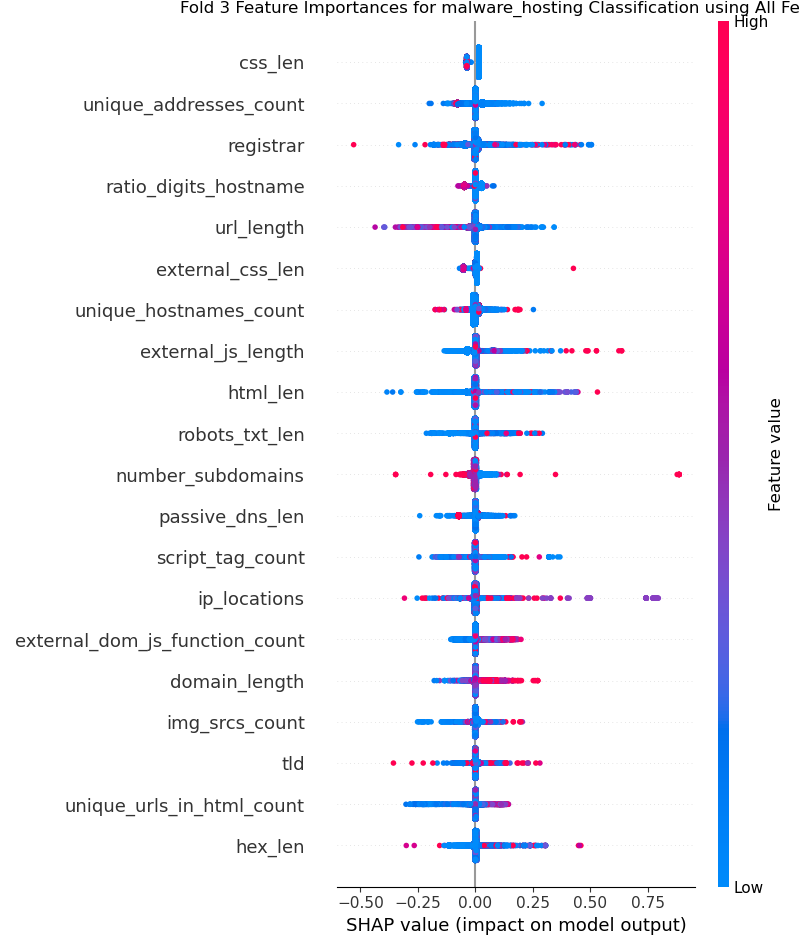 Fold 3 Feature Importances for malware_hosting Classification using All Fe
High
css_len
unique_addresses_count
registrar
ratio_digits_hostname
url_length
external_css_len
unique_hostnames_count
external_js_length
html_len
robots_txt_len
number_subdomains
passive_dns_len
script_tag_count
ip_locations
external_dom_js_function_count
domain_length
img_srcs_count
tld
unique_urls_in_html_count
hex_len
Feature value
Low
−0.50 −0.25 0.00 0.25 0.50 0.75
SHAP value (impact on model output)